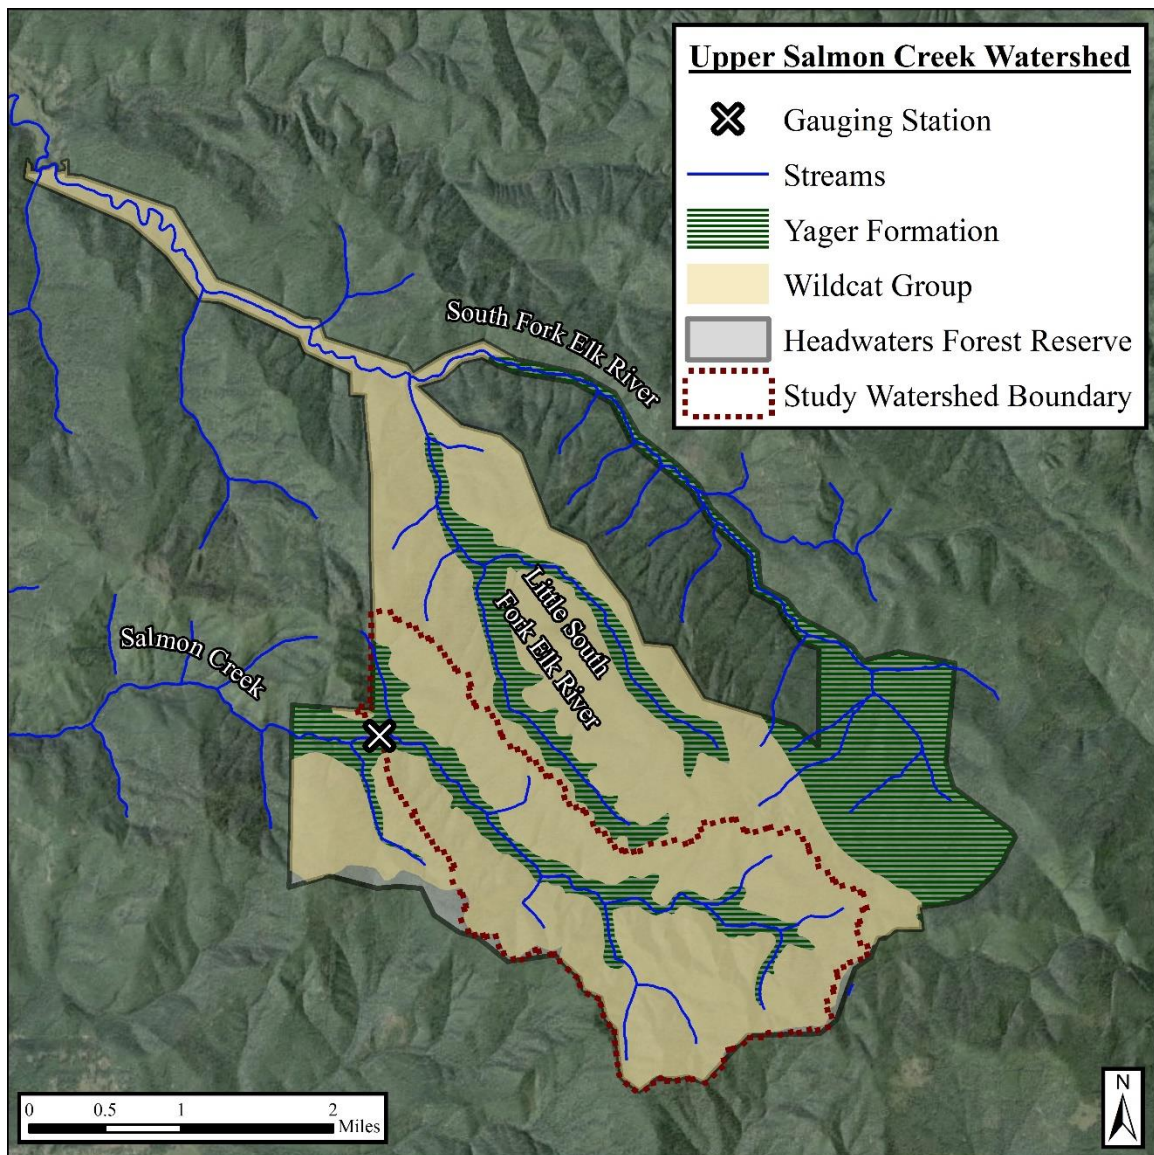 Upper Salmon Creek Watershed
Gauging Station
Streams
Yager Formation
Wildcat Group
Headwaters Forest Reserve
Study Watershed Boundary
South Fork Elk River
Little South
Fork Elk River
Salmon Creek
0 0.5 1 2
Miles
N